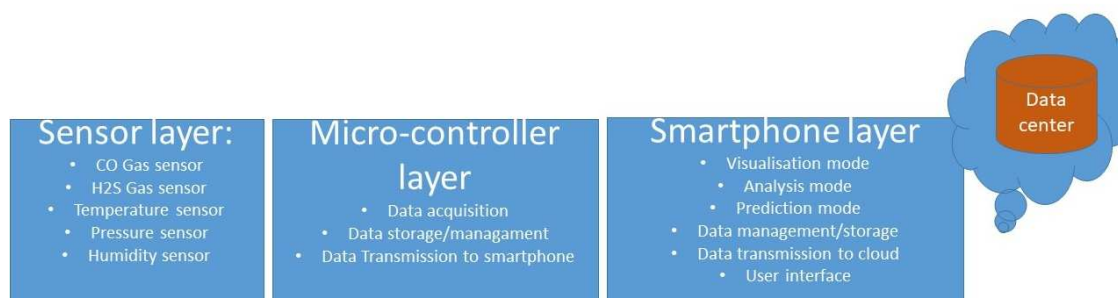 Sensor layer:
• CO Gas sensor
• H2S Gas sensor
• Temperature sensor
• Pressure sensor
• Humidity sensor
Micro-controller
layer
• Data acquisition
• Data storage/managament
• Data Transmission to smartphone
Smartphone layer
• Visualisation mode
• Analysis mode
• Prediction mode
• Data management/storage
• Data transmission to cloud
• User interface
Data
center